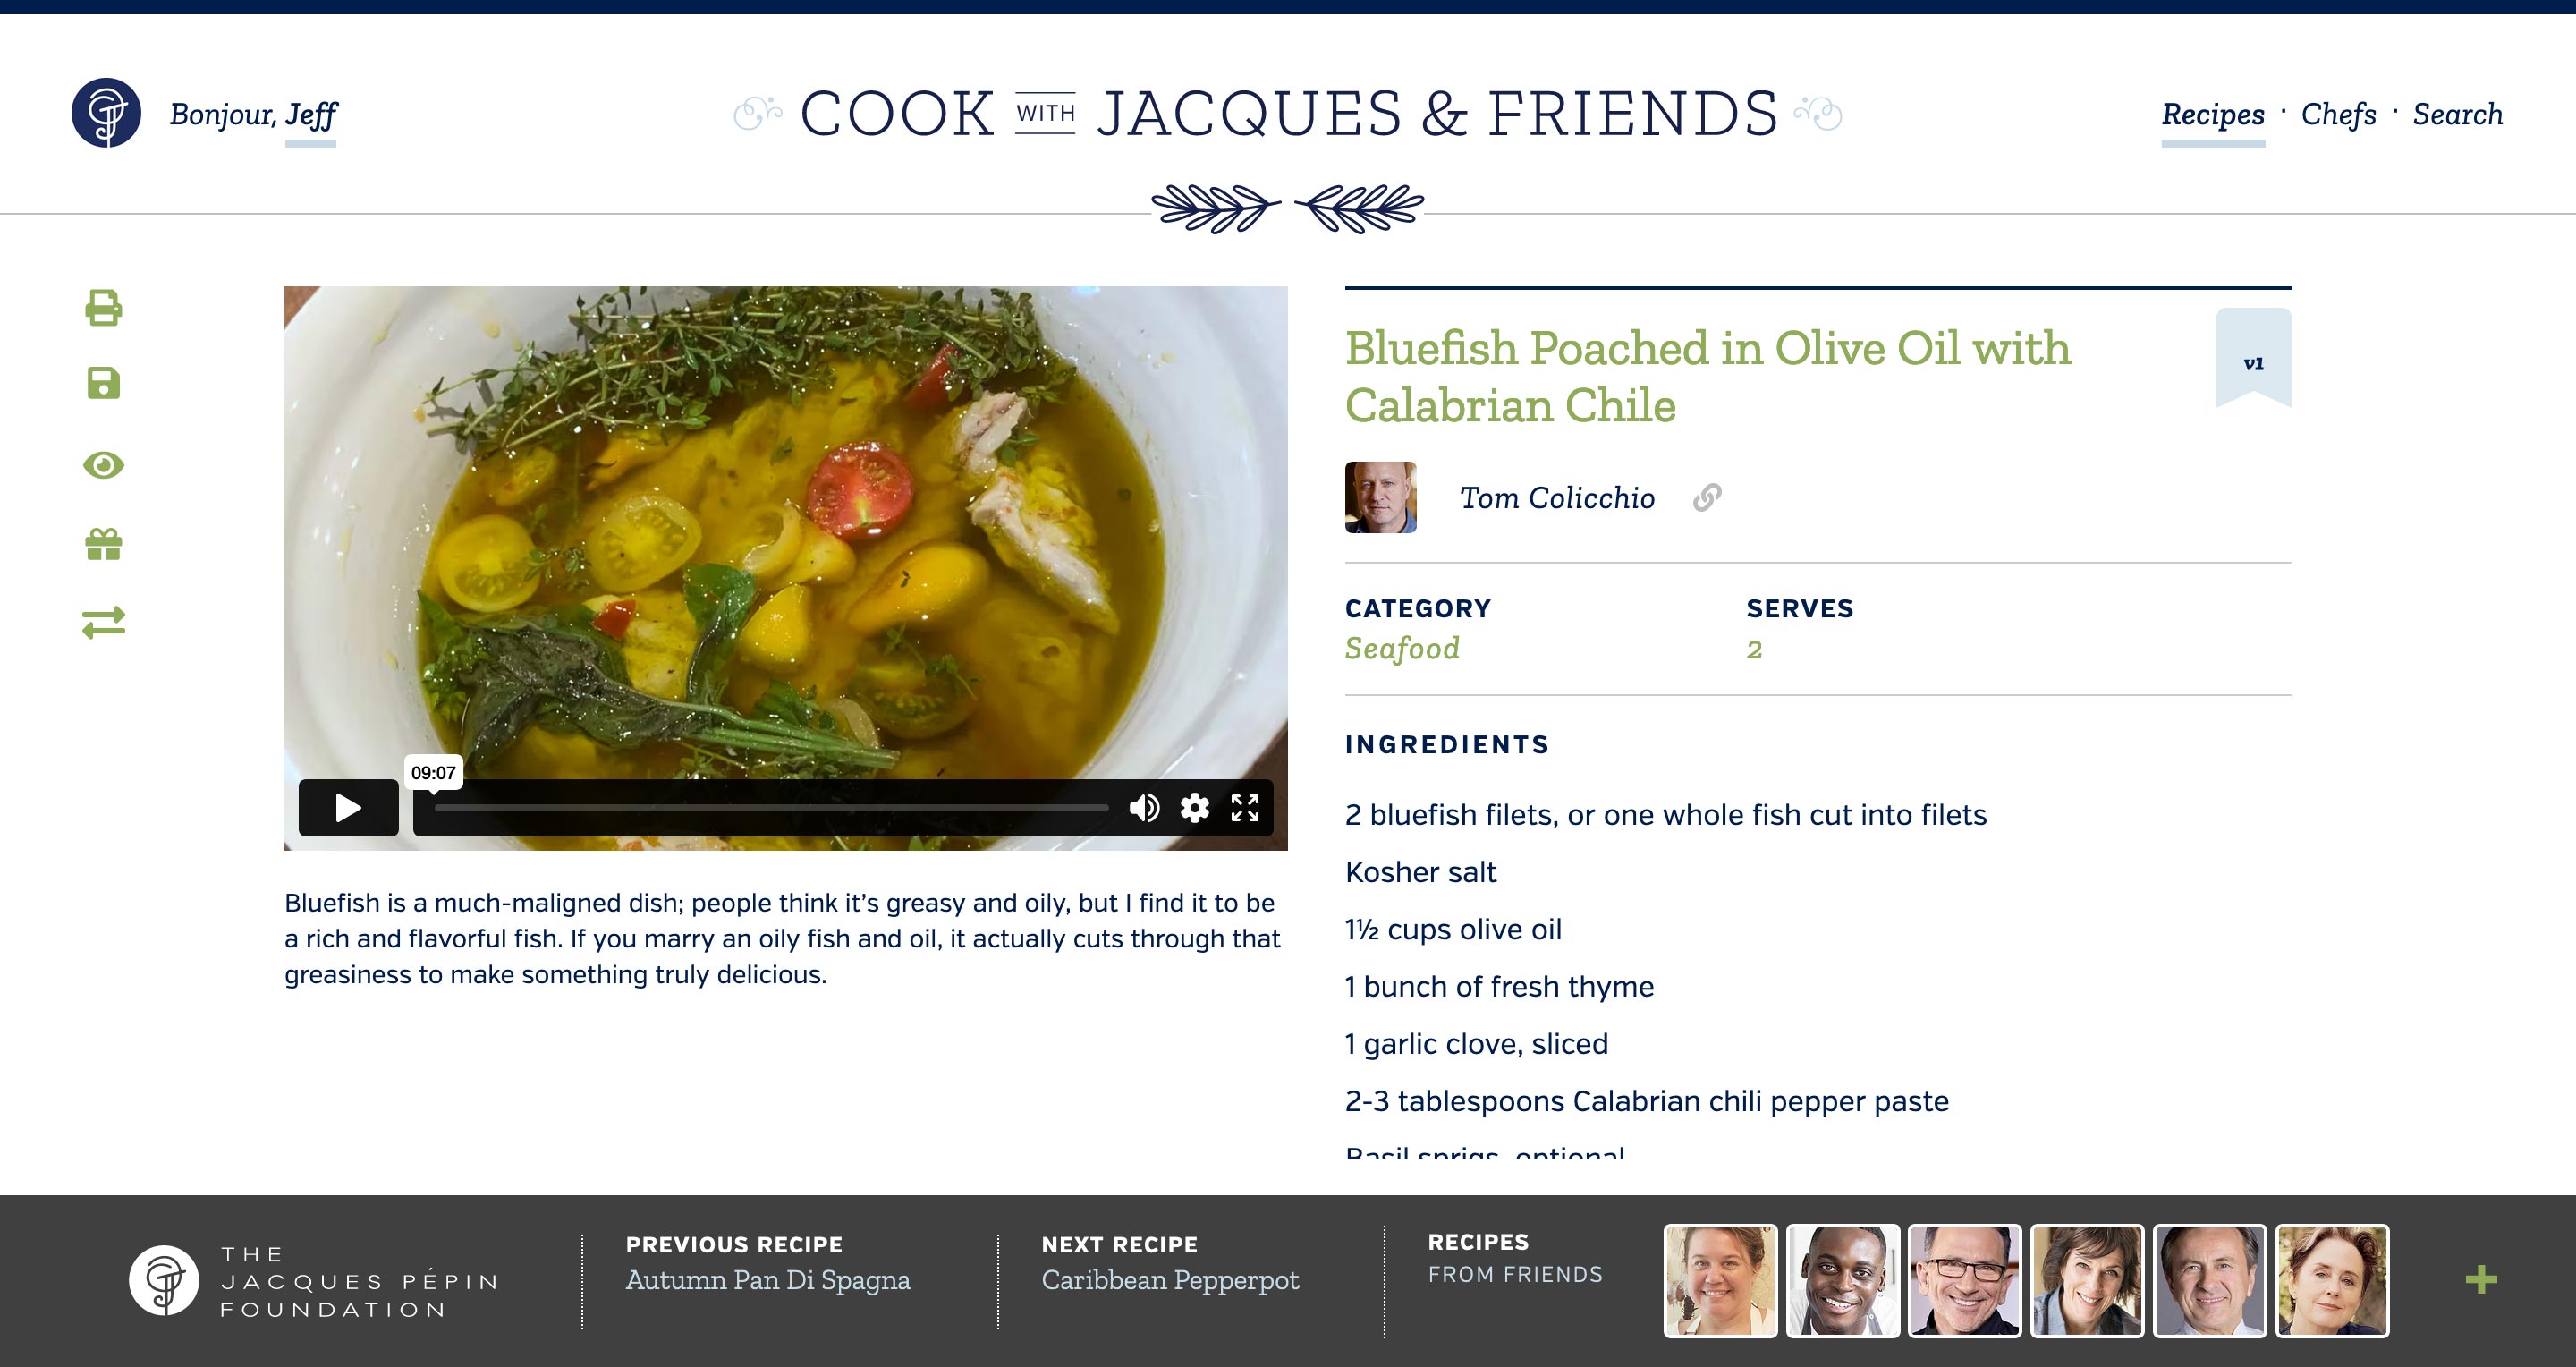 Bonjour, Jeff
COOK WITH JACQUES & FRIENDS
Recipes · Chefs · Search
09:07
Bluefish is a much-maligned dish; people think it’s greasy and oily, but I find it to be
a rich and flavorful fish. If you marry an oily fish and oil, it actually cuts through that
greasiness to make something truly delicious.
Bluefish Poached in Olive Oil with
Calabrian Chile
v1
Tom Colicchio
CATEGORY
Seafood
SERVES
2
INGREDIENTS
2 bluefish filets, or one whole fish cut into filets
Kosher salt
1½ cups olive oil
1 bunch of fresh thyme
1 garlic clove, sliced
2-3 tablespoons Calabrian chili pepper paste
Basil sprigs, optional
THE
JACQUES PÉPIN
FOUNDATION
PREVIOUS RECIPE
Autumn Pan Di Spagna
NEXT RECIPE
Caribbean Pepperpot
RECIPES
FROM FRIENDS